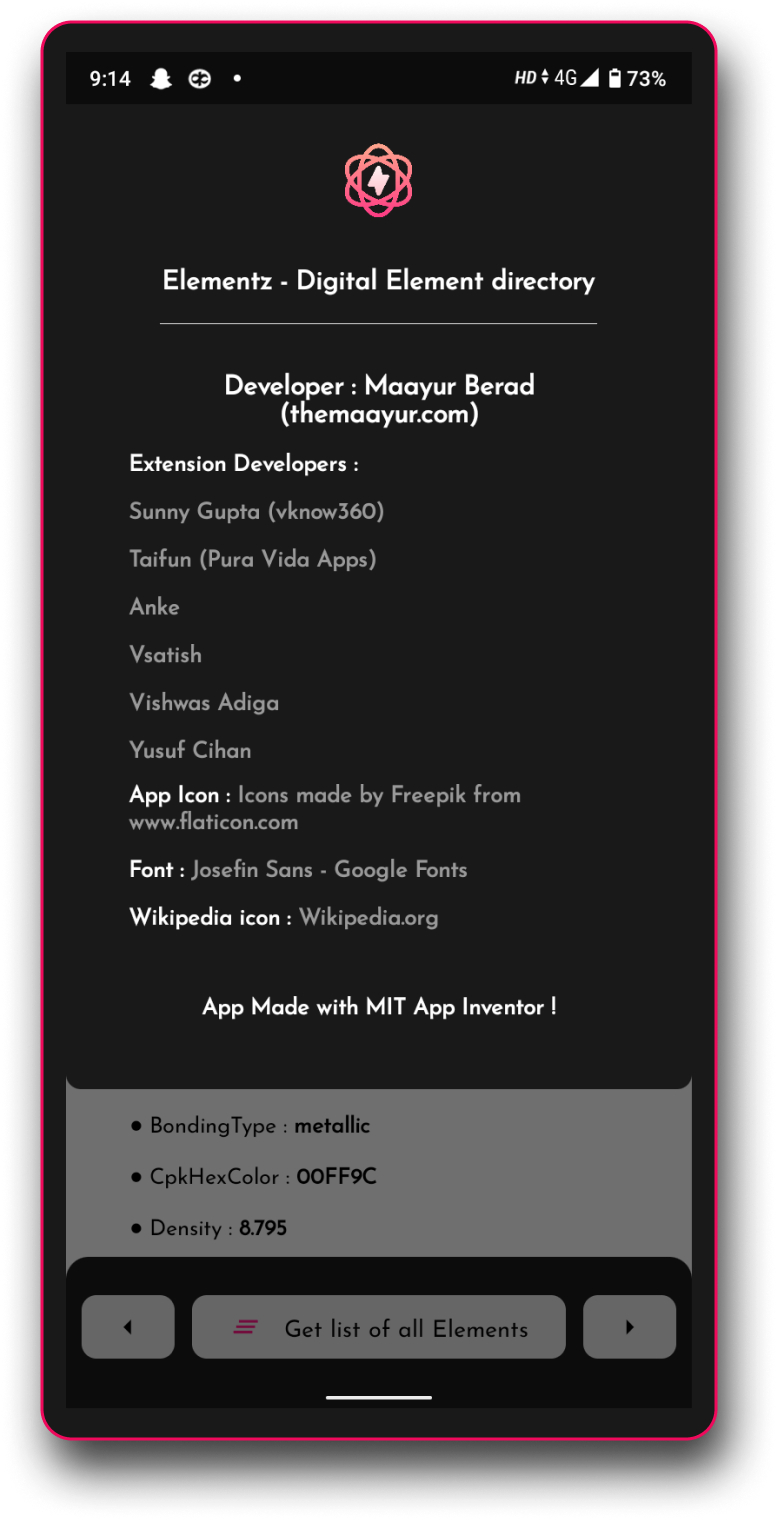 9:14 HD 4G 73%
Elementz - Digital Element directory
Developer : Maayur Berad
(themaayur.com)
Extension Developers :
Sunny Gupta (vknow360)
Taifun (Pura Vida Apps)
Anke
Vsatish
Vishwas Adiga
Yusuf Cihan
App Icon : Icons made by Freepik from
www.flaticon.com
Font : Josefin Sans - Google Fonts
Wikipedia icon : Wikipedia.org
App Made with MIT App Inventor !
● BondingType : metallic
● CpkHexColor : 00FF9C
● Density : 8.795
Get list of all Elements